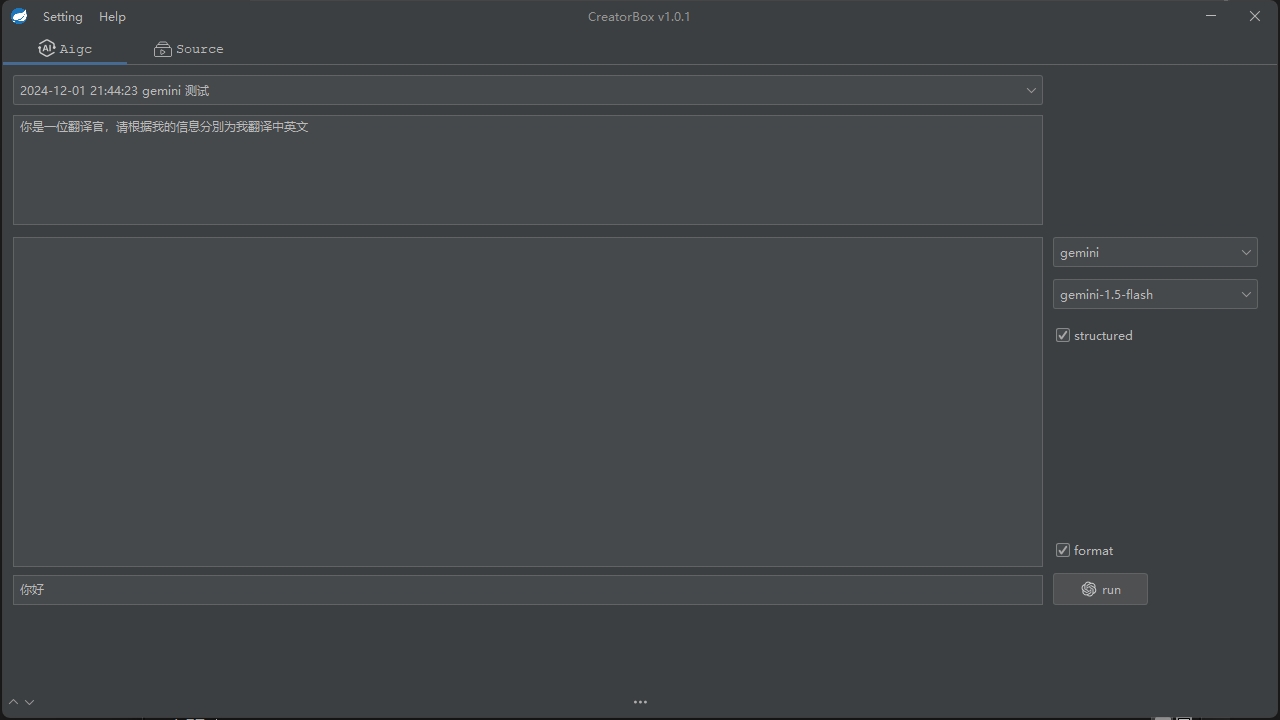 Setting Help CreatorBox v1.0.1
Aigc Source
2024-12-01 21:44:23 gemini 测试
你是一位翻译官，请根据我的信息分别为我翻译中英文
gemini
gemini-1.5-flash
structured
format
你好
run